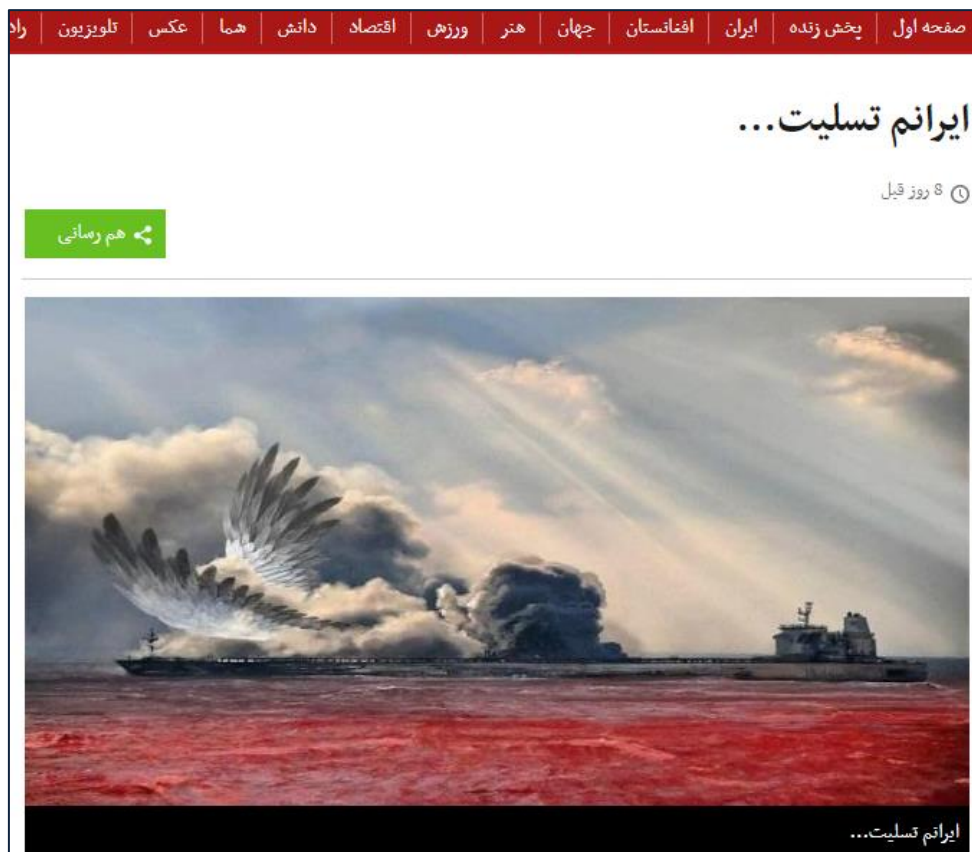 صفحه اول پخش زنده ایران افغانستان جهان هنر ورزش اقتصاد دانش هما عکس تلویزیون
ایرانم تسلیت...
8 روز قبل
هم رسانی
ایرانم تسلیت...